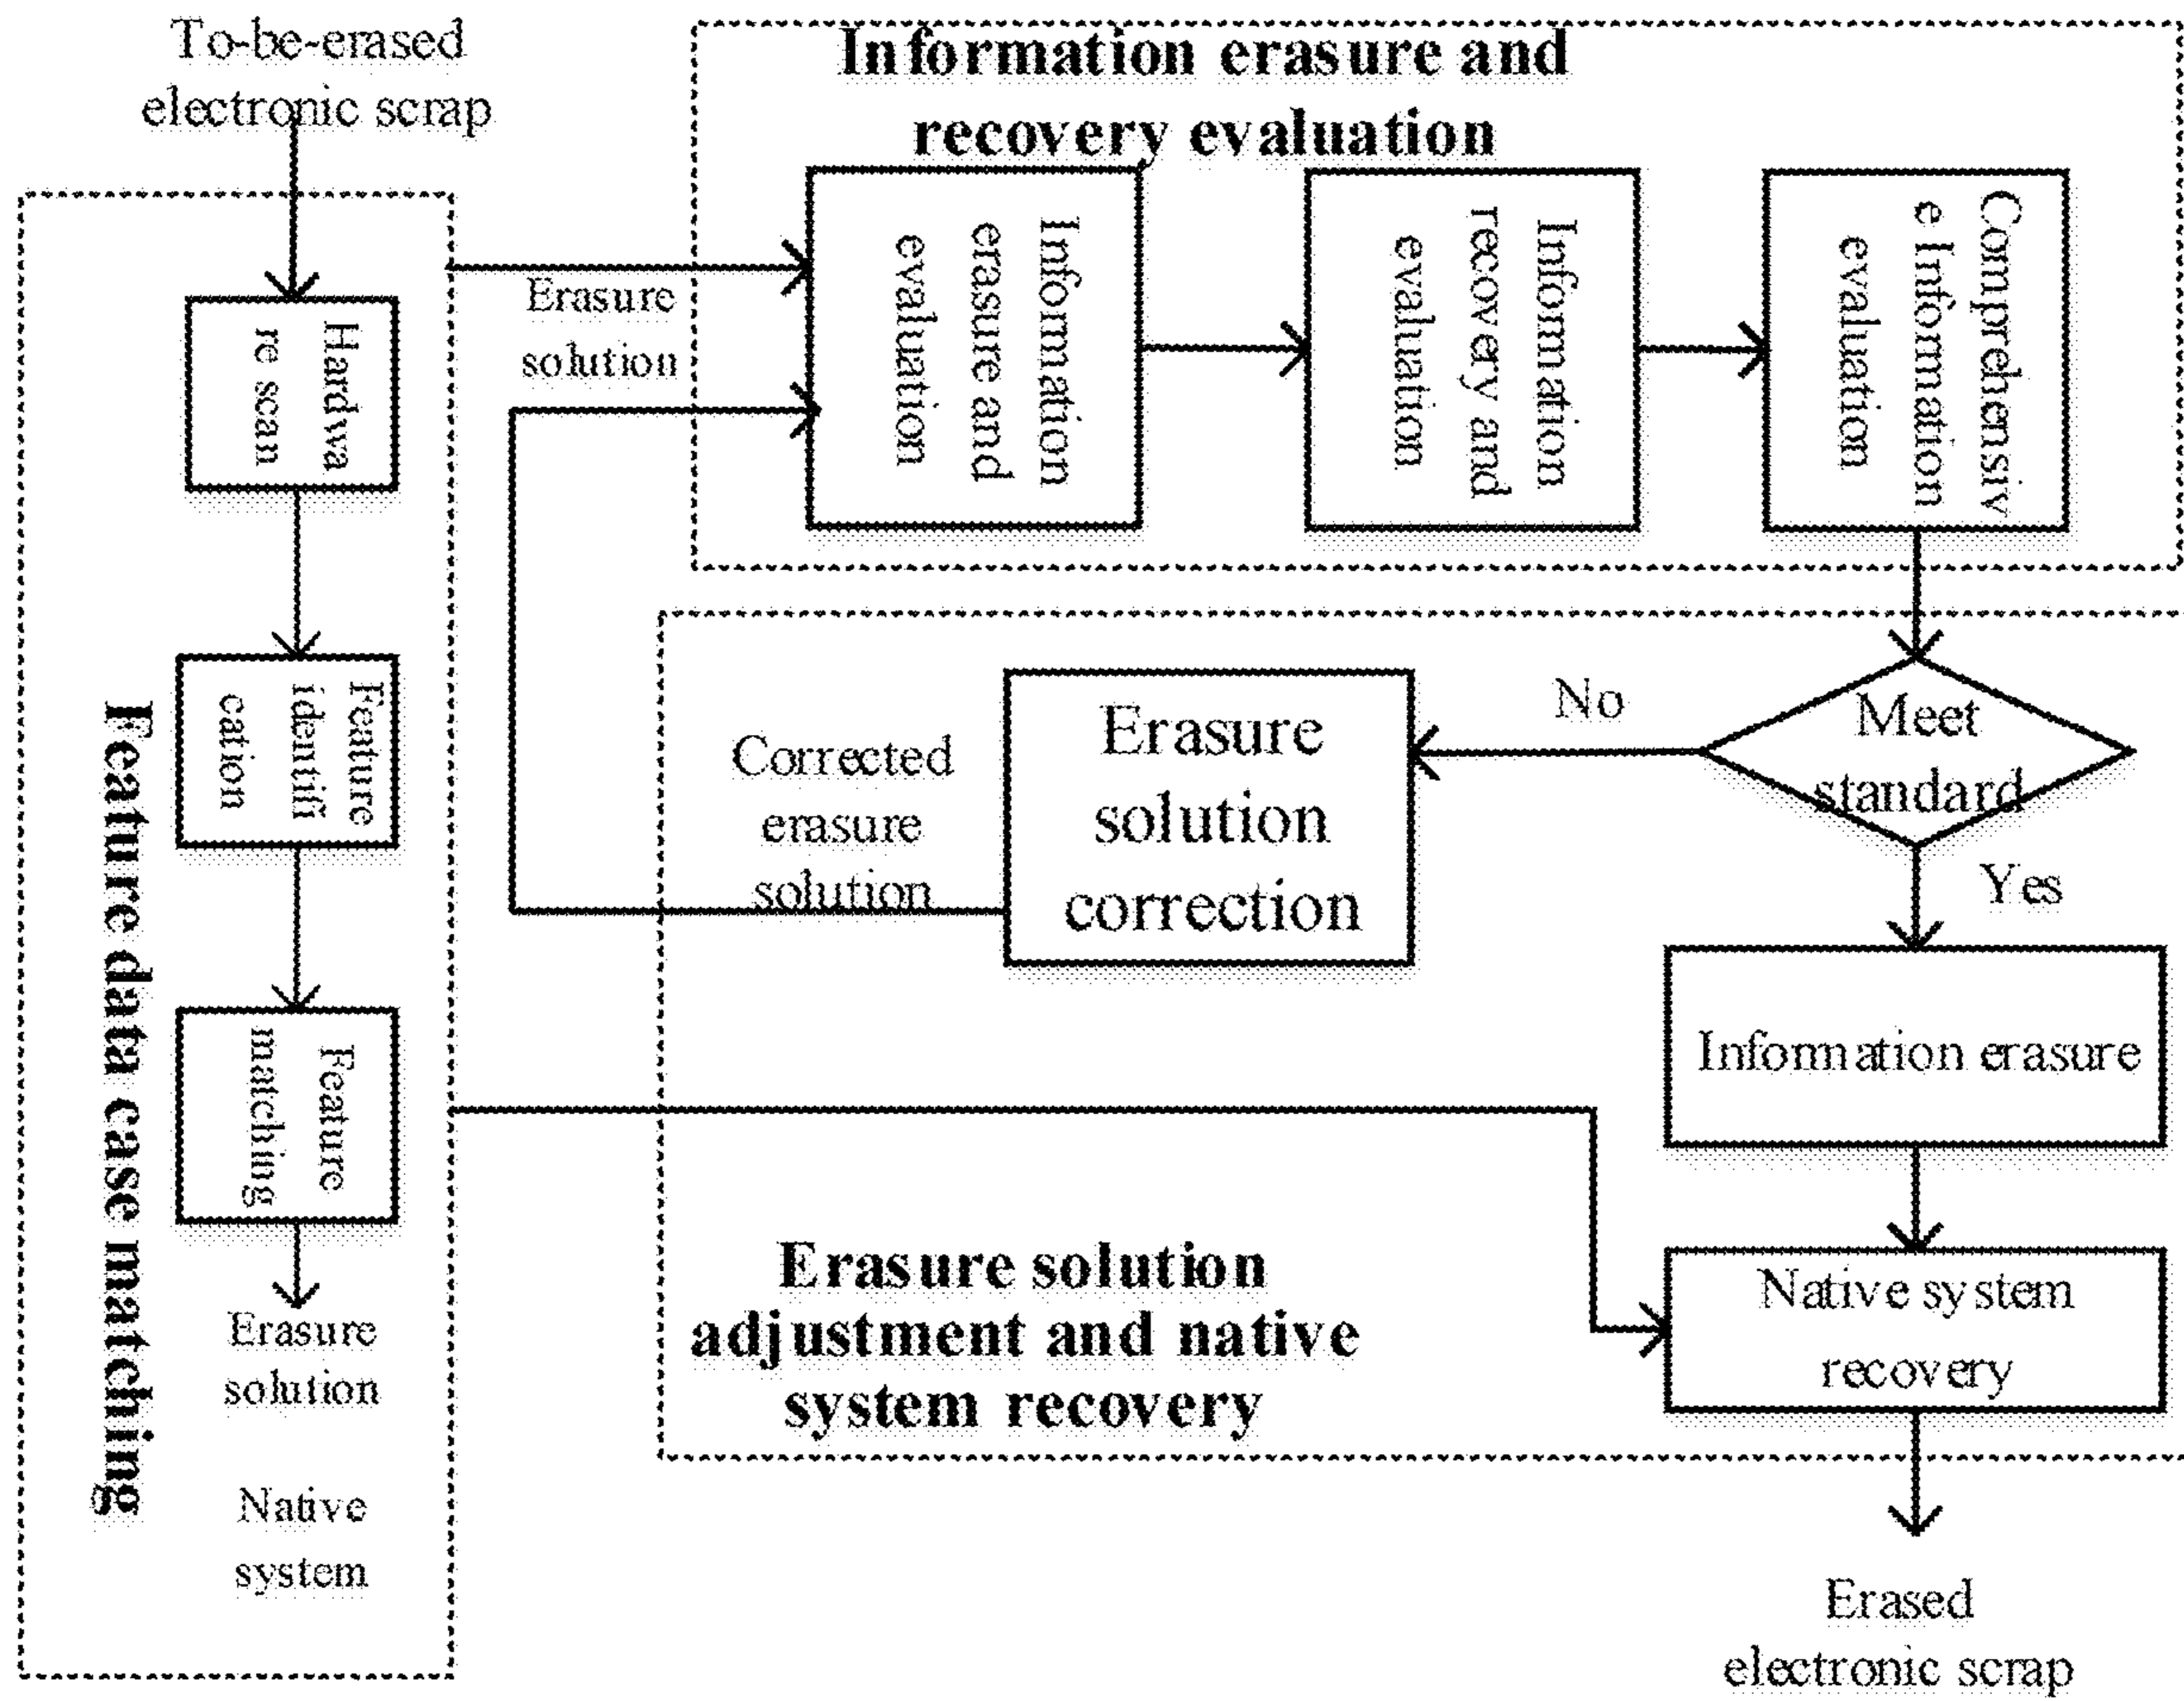 To-be-erased
electronic scrap
Hardwa
re scan
Feature
identifi
cation
Feature
matching
Erasure
solution
Native
system
Feature data case matching
Erasure
solution
Information erasure and
recovery evaluation
Information
erasure and
evaluation
Information
recovery and
evaluation
Comprehensiv
e Information
evaluation
Meet
standard
No
Yes
Erasure
solution
correction
Corrected
erasure
solution
Information erasure
Native system
recovery
Erasure solution
adjustment and native
system recovery
Erased
electronic scrap